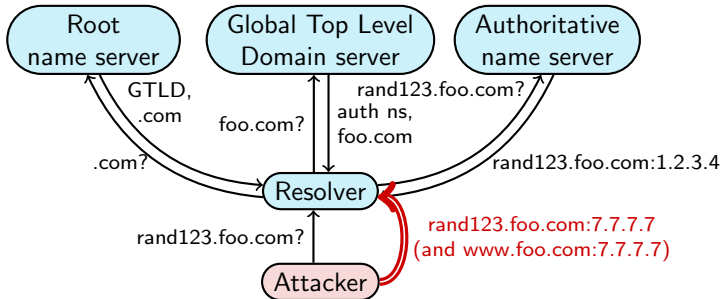 Root
name server
Global Top Level
Domain server
Authoritative
name server
GTLD,
.com
.com?
foo.com?
auth ns,
foo.com
rand123.foo.com?
rand123.foo.com:1.2.3.4
Resolver
rand123.foo.com?
rand123.foo.com:7.7.7.7
(and www.foo.com:7.7.7.7)
Attacker